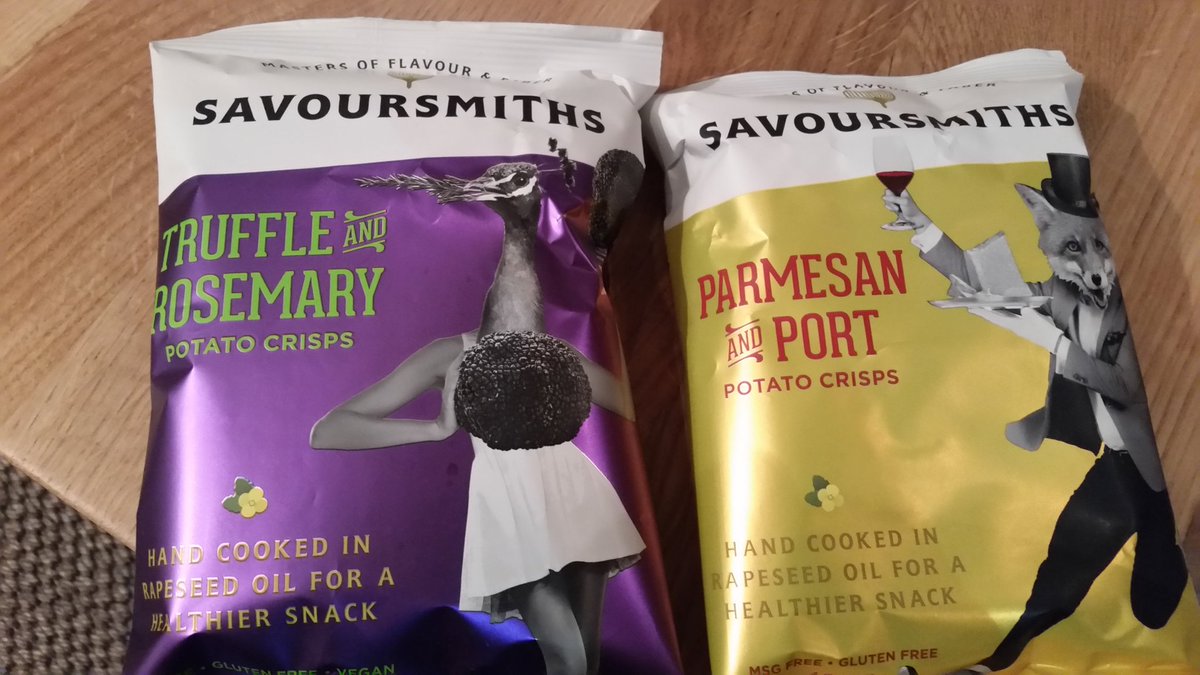 MASTERS OF FLAVOUR &
SAVOURSMITHS
TRUFFLE AND
ROSEMARY
POTATO CRISPS
HAND COOKED IN
RAPESEED OIL FOR A
HEALTHIER SNACK
GLUTEN FREE • VEGAN
OF FLAVOUR &
SAVOURSMITHS
PARMESAN
AND PORT
POTATO CRISPS
HAND COOKED IN
RAPESEED OIL FOR A
HEALTHIER SNACK
MSG FREE • GLUTEN FREE